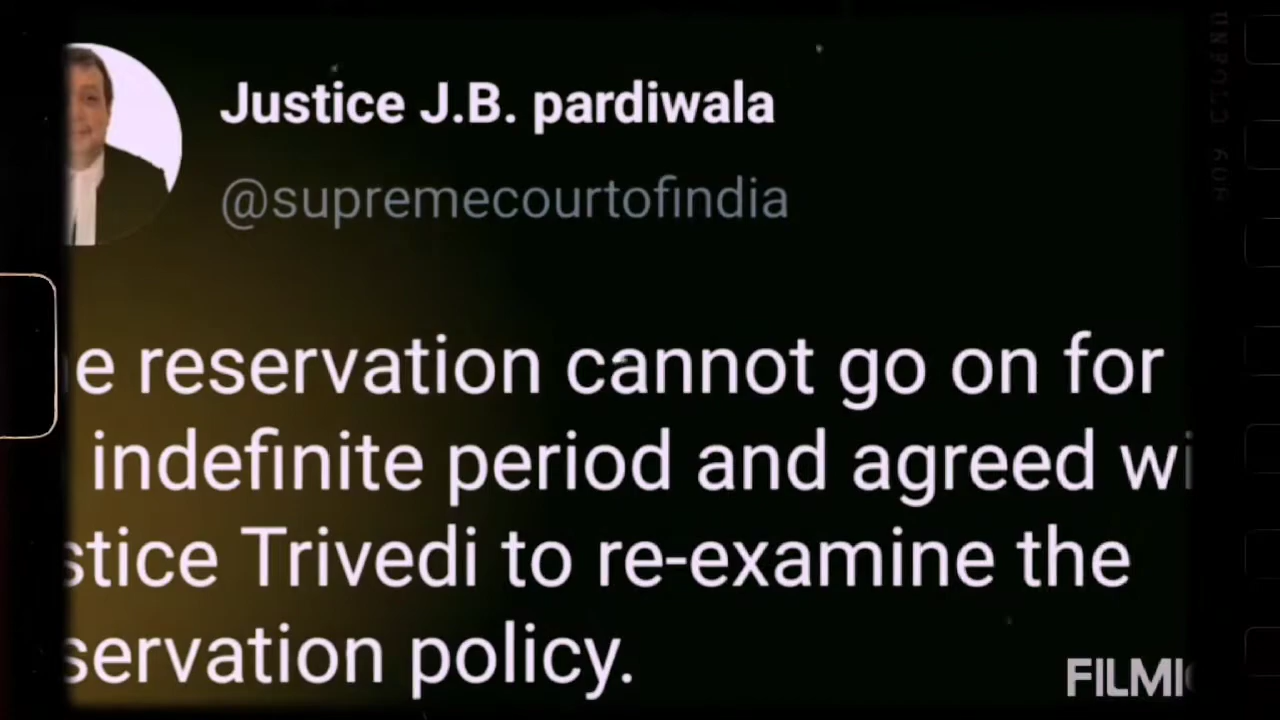 Justice J.B. pardiwala
@supremecourtofindia
e reservation cannot go on for
indefinite period and agreed wi
stice Trivedi to re-examine the
servation policy.
FILMI